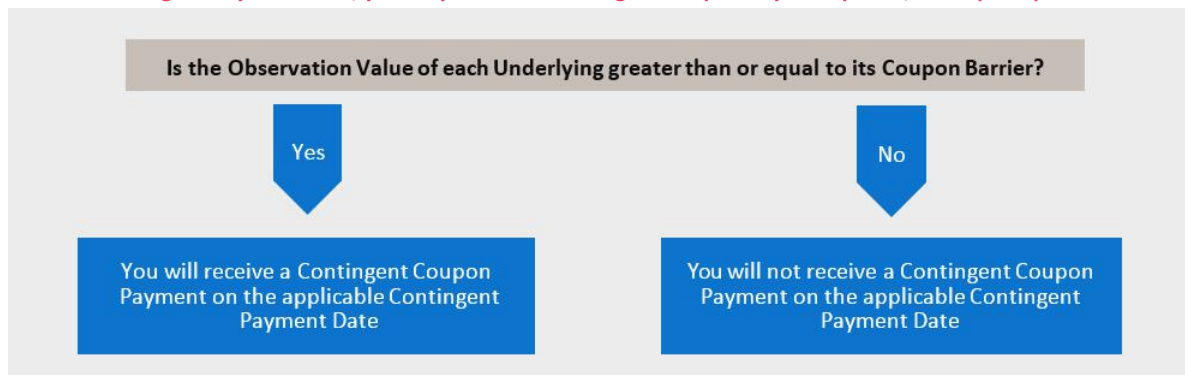 Is the Observation Value of each Underlying greater than or equal to its Coupon Barrier?
Yes
No
You will receive a Contingent Coupon
Payment on the applicable Contingent
Payment Date
You will not receive a Contingent Coupon
Payment on the applicable Contingent
Payment Date